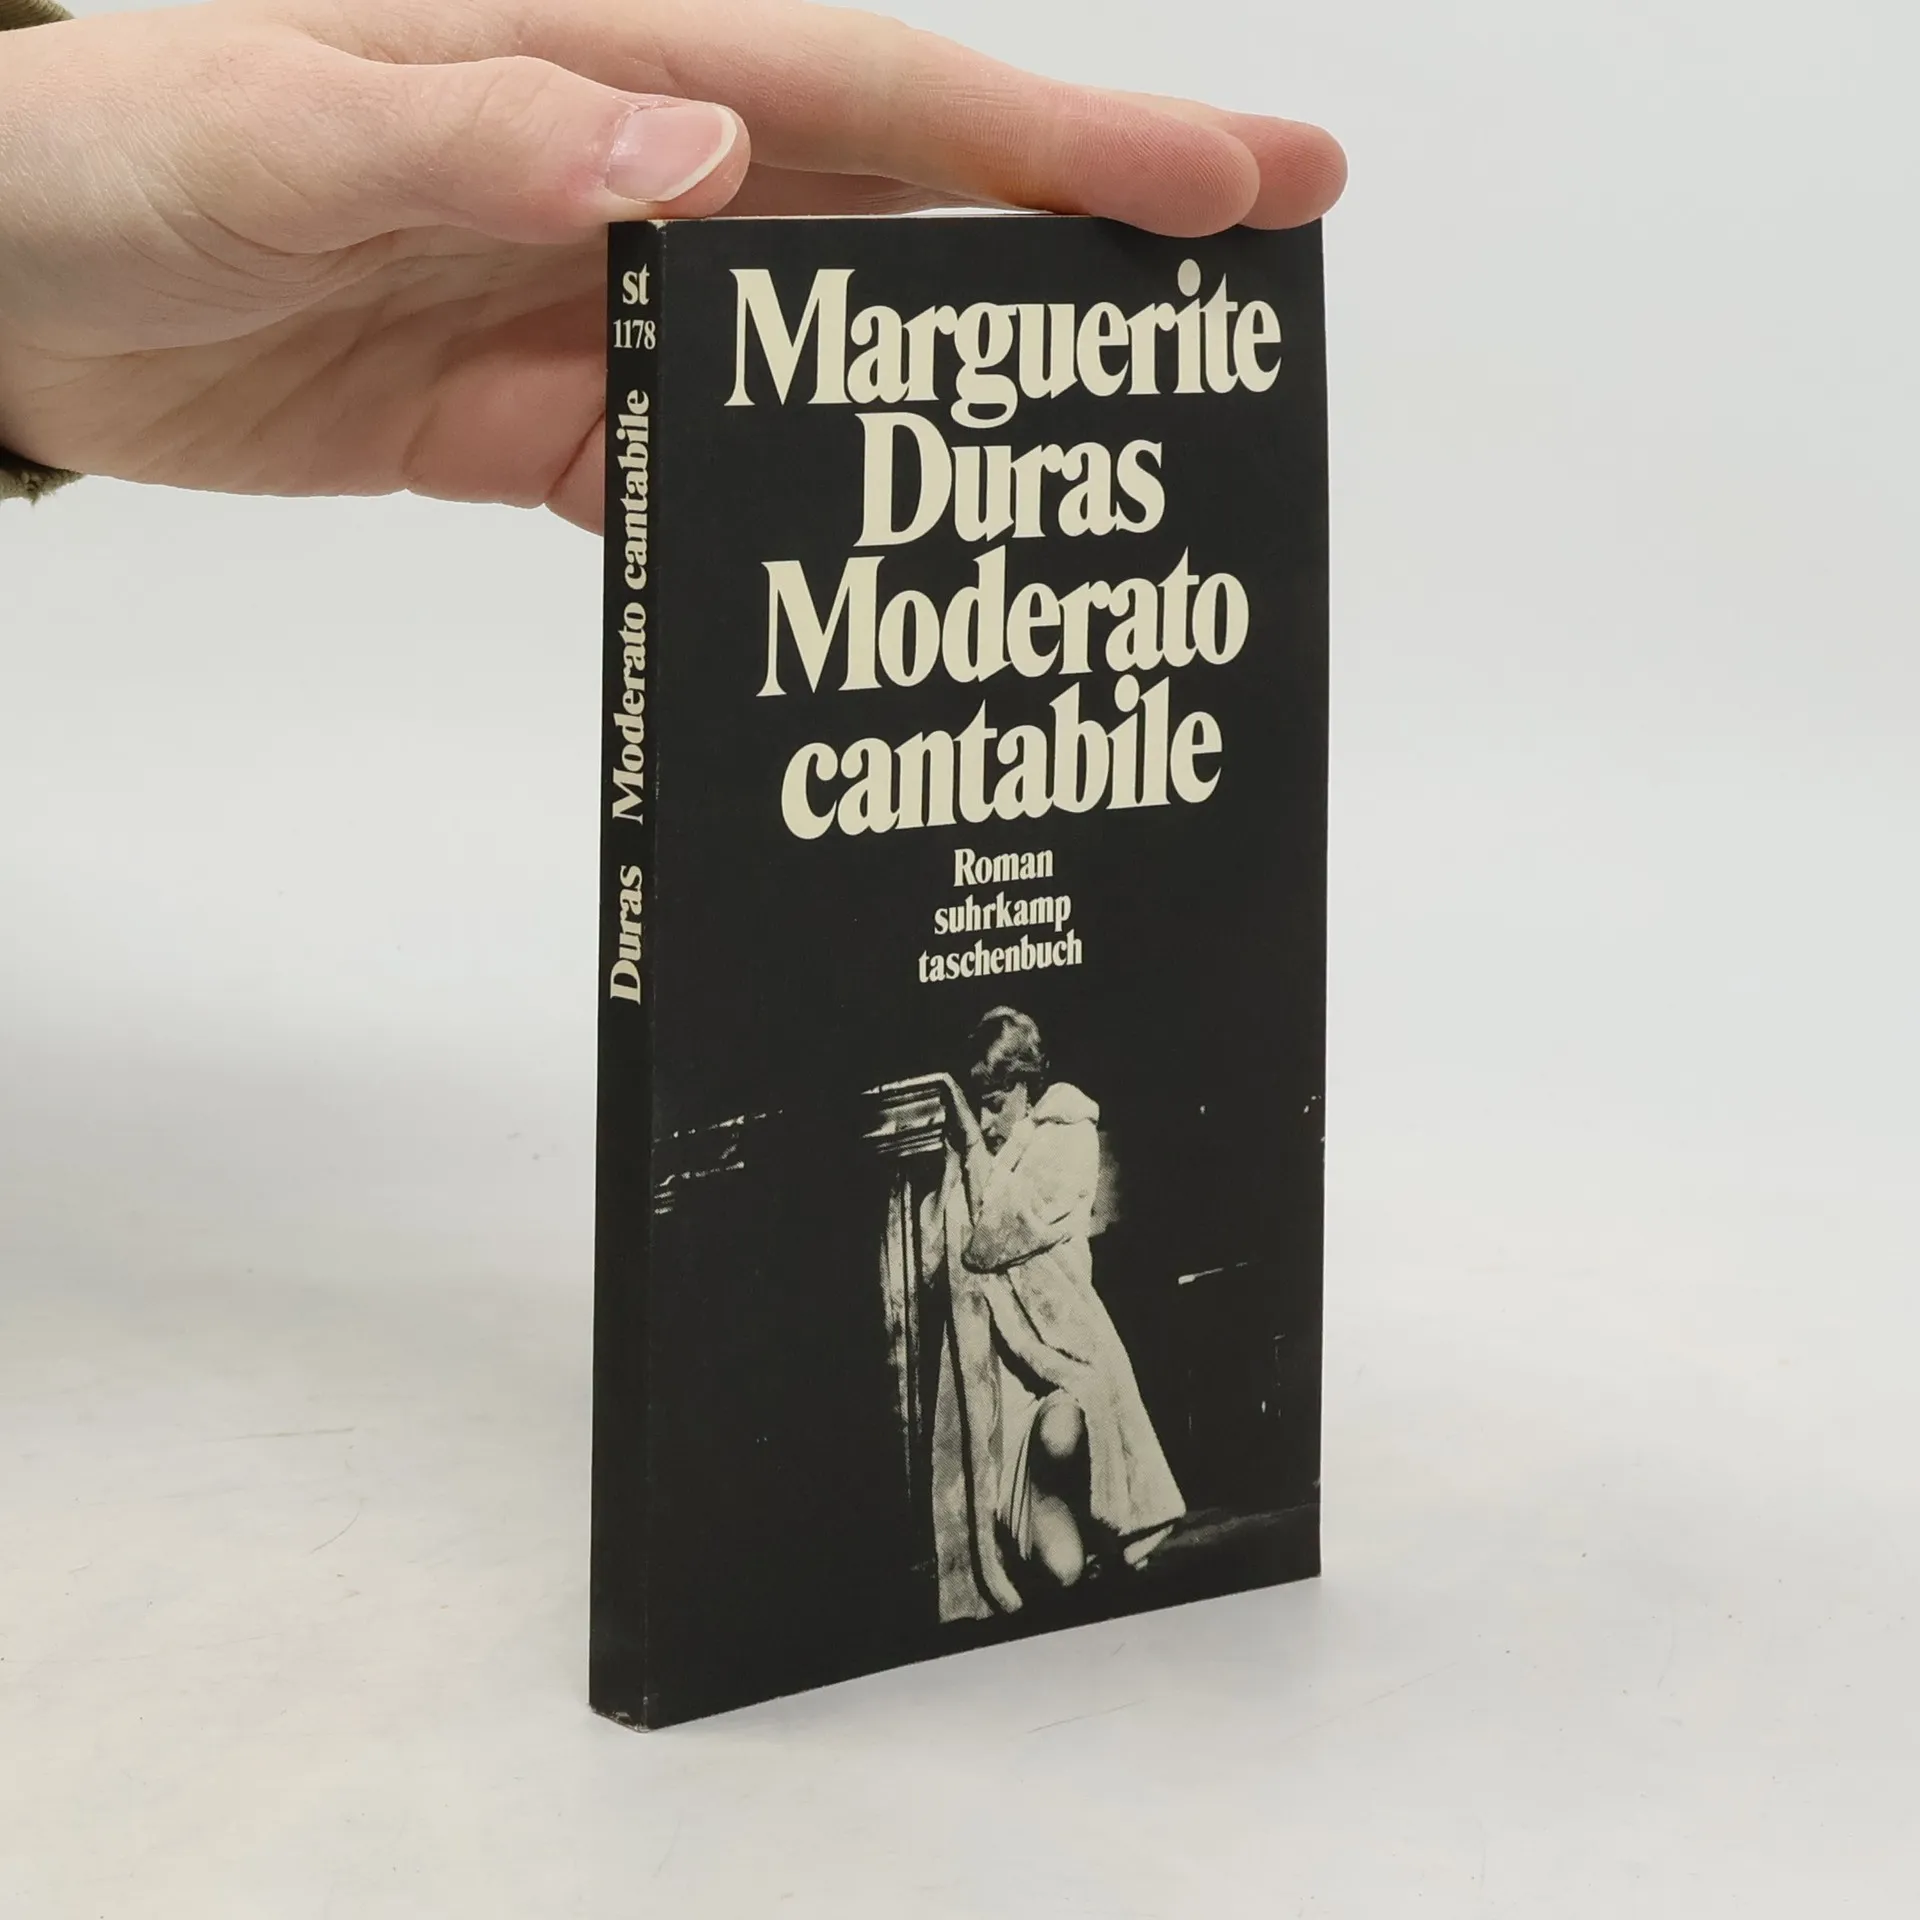 st
1178
Duras Moderato cantabile
Marguerite
Duras
Moderato
cantabile
Roman
suhrkamp
taschenbuch